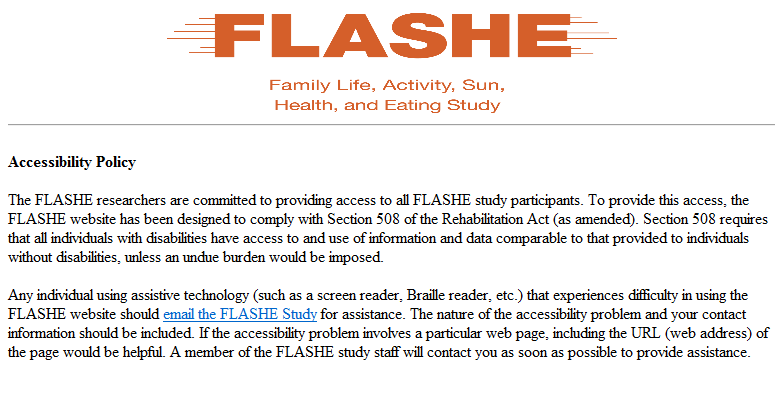 FLASHE
Family Life, Activity, Sun,
Health, and Eating Study
Accessibility Policy
The FLASHE researchers are committed to providing access to all FLASHE study participants. To provide this access, the
FLASHE website has been designed to comply with Section 508 of the Rehabilitation Act (as amended). Section 508 requires
that all individuals with disabilities have access to and use of information and data comparable to that provided to individuals
without disabilities, unless an undue burden would be imposed.
Any individual using assistive technology (such as a screen reader, Braille reader, etc.) that experiences difficulty in using the
FLASHE website should email the FLASHE Study for assistance. The nature of the accessibility problem and your contact
information should be included. If the accessibility problem involves a particular web page, including the URL (web address) of
the page would be helpful. A member of the FLASHE study staff will contact you as soon as possible to provide assistance.